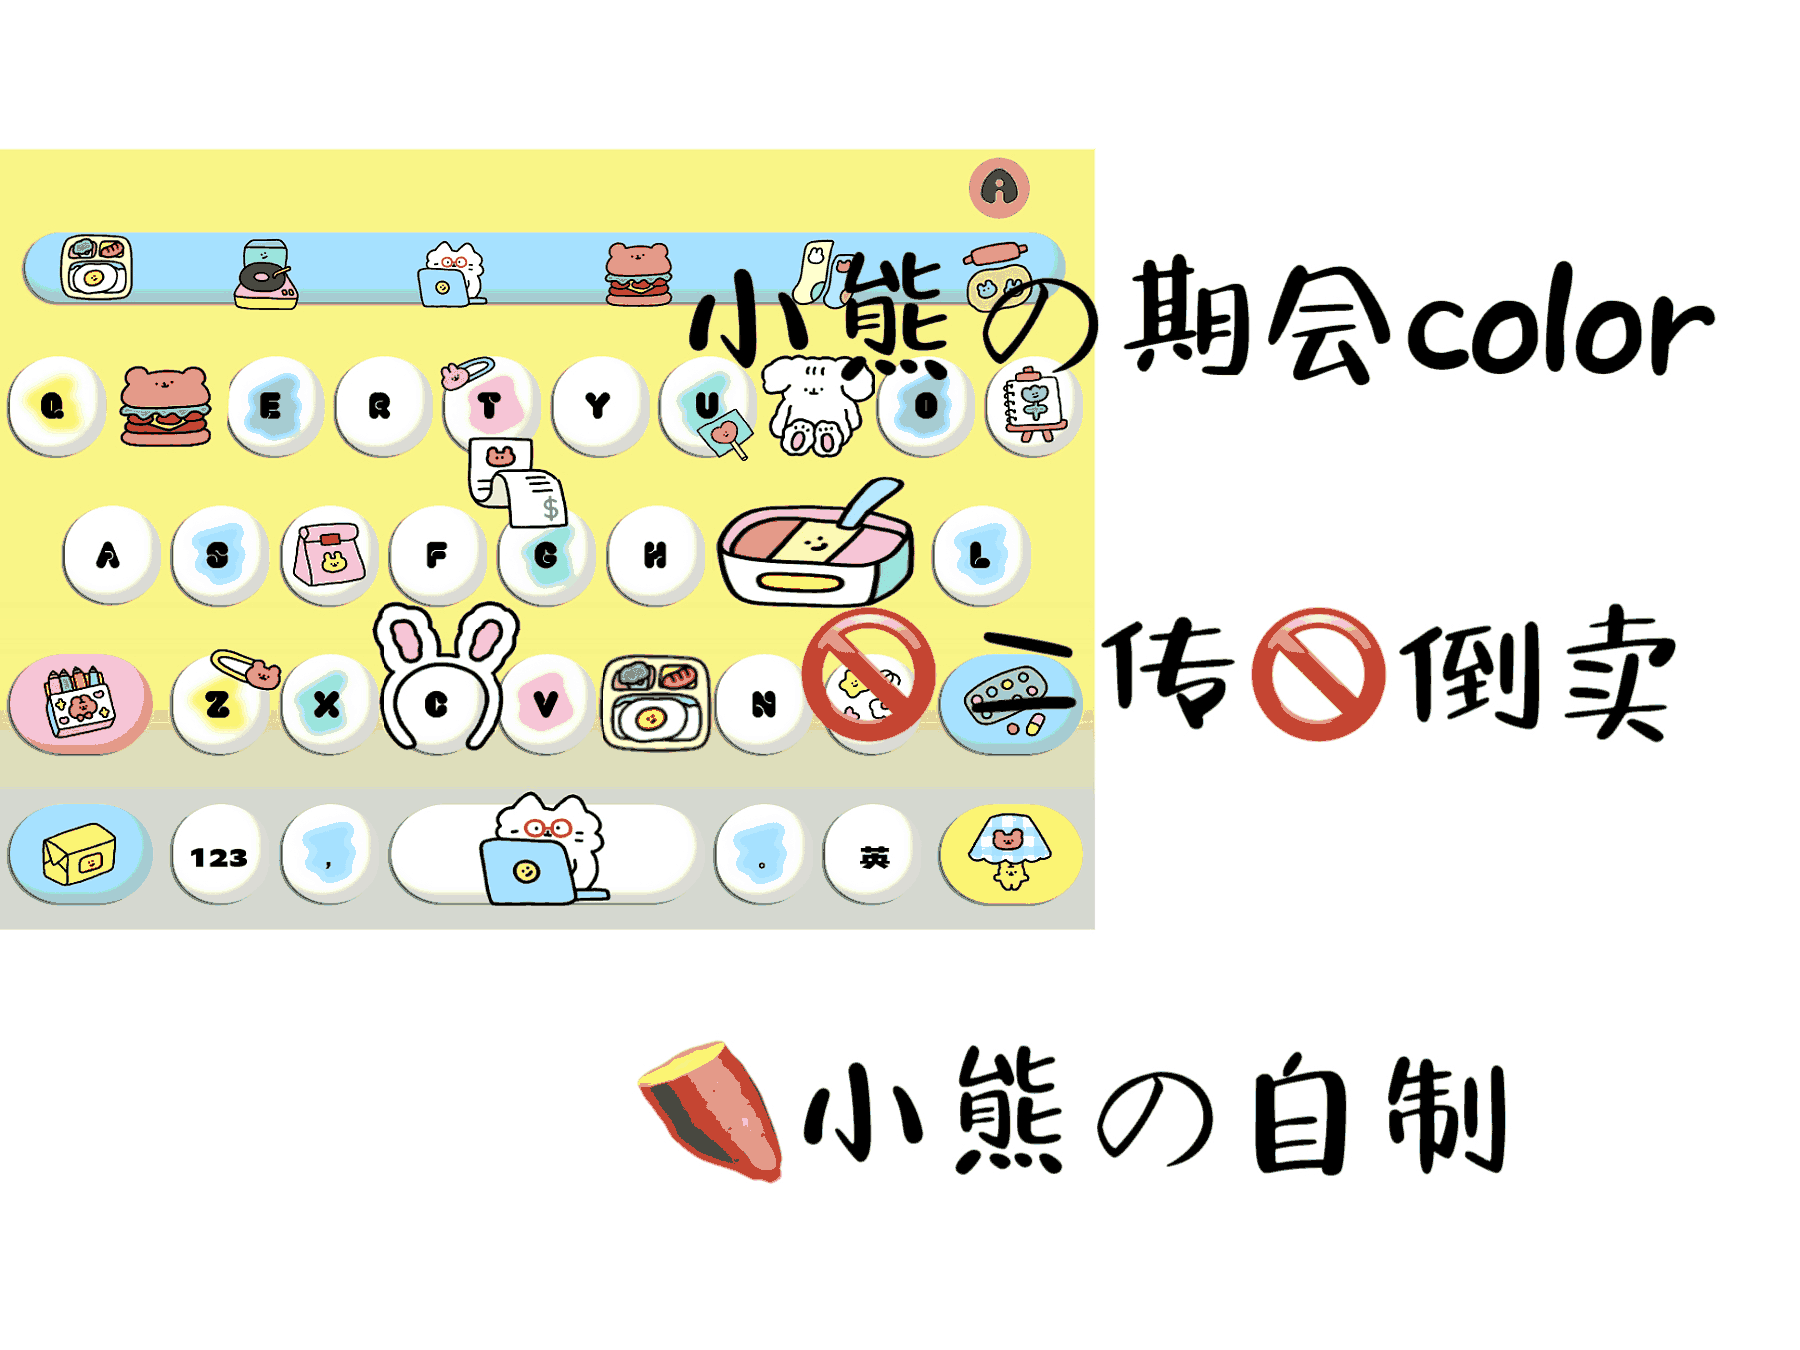 小熊の期会color
Q E R T Y U O
$
A S F G H L
Z X C V N
🚫二传🚫倒卖
123 , 。 英
🍠小熊の自制